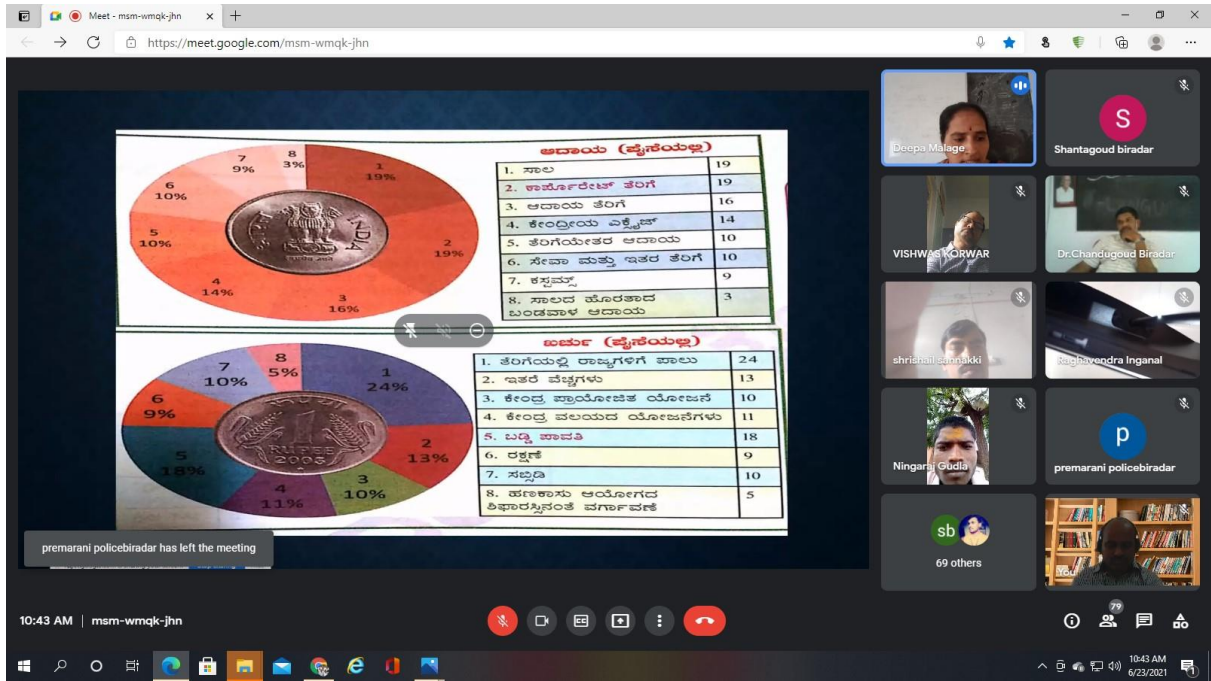 Meet - msm-wmqk-jhn
https://meet.google.com/msm-wmqk-jhn
8
3%
1
19%
7
9%
6
10%
5
10%
2
19%
4
14%
3
16%
INDIA
ಆದಾಯ (ಪೈಸೆಯಲ್ಲಿ)
1. ಸಾಲ 19
2. ಕಾರ್ಪೊರೇಟ್ ತೆರಿಗೆ 19
3. ಆದಾಯ ತೆರಿಗೆ 16
4. ಕೇಂದ್ರೀಯ ಎಕ್ಸೈಜ್ 14
5. ತೆರಿಗೆಯೇತರ ಆದಾಯ 10
6. ಸೇವಾ ಮತ್ತು ಇತರ ತೆರಿಗೆ 10
7. ಕಸ್ಟಮ್ಸ್ 9
8. ಸಾಲದ ಹೊರತಾದ 3
ಬಂಡವಾಳ ಆದಾಯ
8
5%
7
10%
1
24%
6
9%
5
18%
2
13%
4
11%
3
10%
1
RUPEE
2006
ಖರ್ಚು (ಪೈಸೆಯಲ್ಲಿ)
1. ತೆರಿಗೆಯಲ್ಲಿ ರಾಜ್ಯಗಳಿಗೆ ಪಾಲು 24
2. ಇತರೆ ವೆಚ್ಚಗಳು 13
3. ಕೇಂದ್ರ ಪ್ರಾಯೋಜಿತ ಯೋಜನೆ 10
4. ಕೇಂದ್ರ ವಲಯದ ಯೋಜನೆಗಳು 11
5. ಬಡ್ಡಿ ಪಾವತಿ 18
6. ರಕ್ಷಣೆ 9
7. ಸಬ್ಸಿಡಿ 10
8. ಹಣಕಾಸು ಆಯೋಗದ 5
ಶಿಫಾರಸ್ಸಿನಂತೆ ವರ್ಗಾವಣೆ
Deepa Malage
S
Shantagoud biradar
VISHWAS KORWAR
Dr.Chandugoud Biradar
shrishail sannakki
Raghavendra Inganal
Ningaraj Gudla
p
premarani policebiradar
sb
69 others
You
premarani policebiradar has left the meeting
10:43 AM | msm-wmqk-jhn
79
10:43 AM
6/23/2021